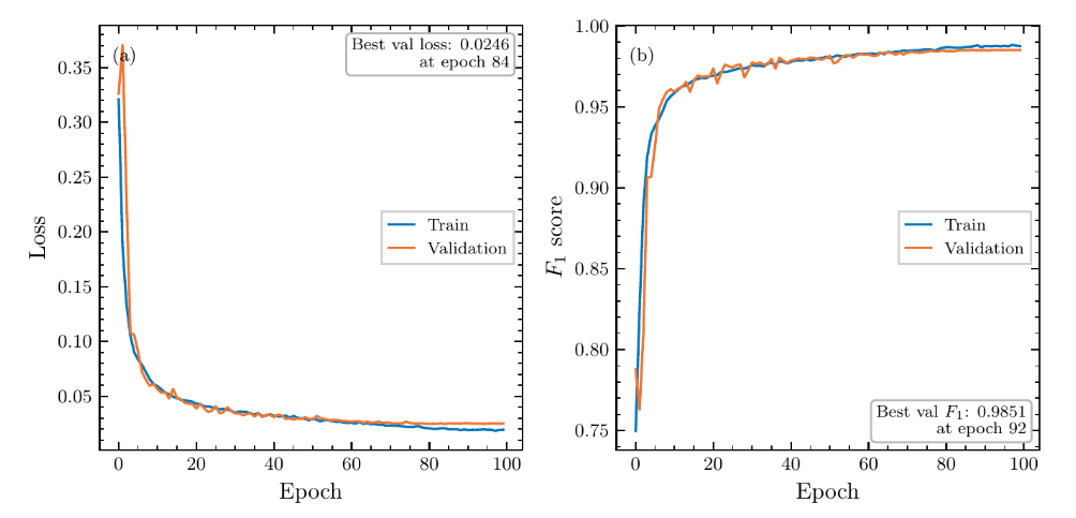 (a)
Best val loss: 0.0246
at epoch 84
0.35
0.30
0.25
0.20
0.15
0.10
0.05
Loss
Train
Validation
0 20 40 60 80 100
Epoch
(b)
1.00
0.95
0.90
0.85
0.80
0.75
F₁ score
Train
Validation
Best val F₁: 0.9851
at epoch 92
0 20 40 60 80 100
Epoch